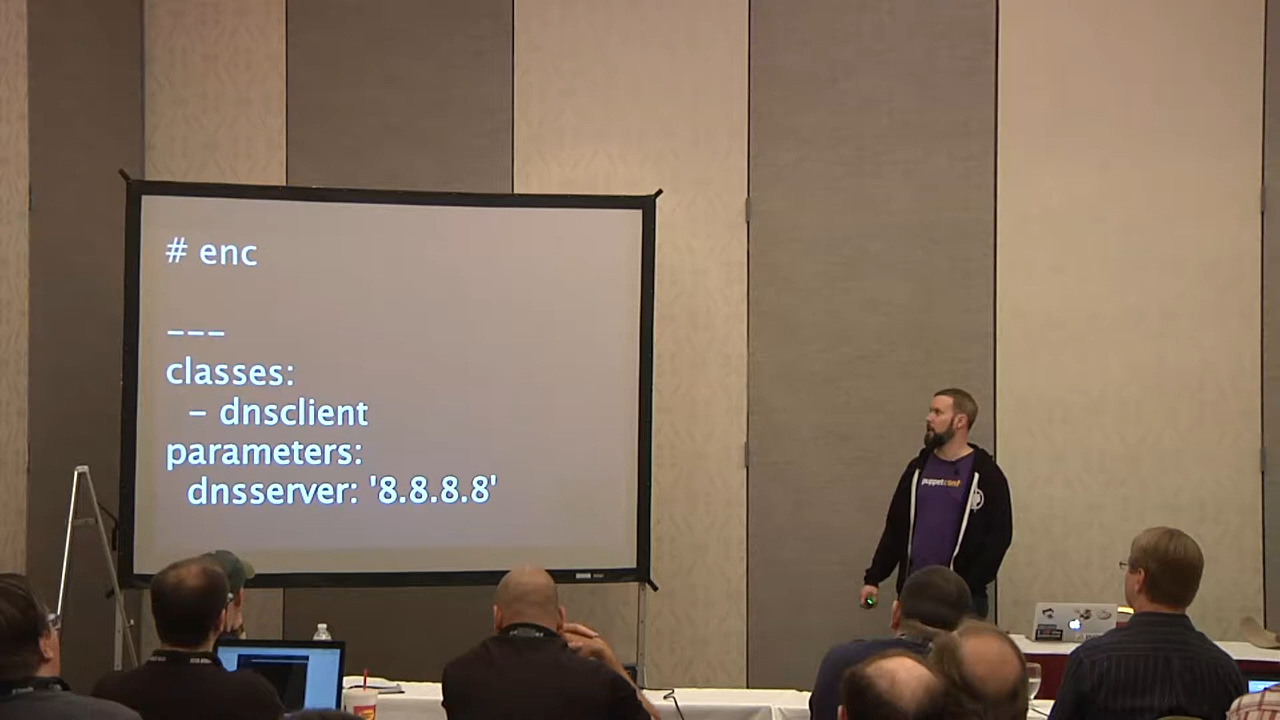 # enc
---
classes:
- dnsclient
parameters:
dnsserver: '8.8.8.8'
puppetconf